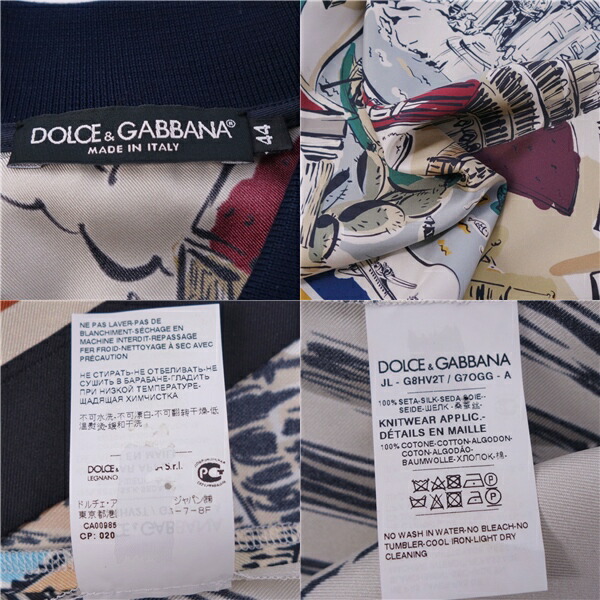 DOLCE & GABBANA®
MADE IN ITALY
44
NE PAS LAVER-PAS DE
BLANCHIMENT-SÉCHAGE EN
MACHINE INTERDIT-REPASSAGE
FER FROID-NETTOYAGE À SEC AVEC
PRÉCAUTION
НЕ СТИРАТЬ-НЕ ОТБЕЛИВАТЬ-НЕ
СУШИТЬ В БАРАБАНЕ-ГЛАДИТЬ
ПРИ НИЗКОЙ ТЕМПЕРАТУРЕ-
ЩАДЯЩАЯ ХИМЧИСТКА
不可水洗-不可漂白-不可翻转干燥-低
温熨烫-缓和干洗
DOLCE S.r.l.
LEGNANO
PCT
ドルチェ・ア ジャパン㈱
東京都港 1-7-8F
CA00985
CP: 020
DOLCE & GABBANA
JL - G8HV2T / G7OGG - A
100% SETA-SILK-SEDA-SOIE-
SEIDE-ШЕЛК - 桑蚕丝
KNITWEAR APPLIC.-
DÉTAILS EN MAILLE
100% COTONE-COTTON-ALGODON-
COTON-ALGODÃO-
BAUMWOLLE-ХЛОПОК-棉
NO WASH IN WATER-NO BLEACH-NO
TUMBLER-COOL IRON-LIGHT DRY
CLEANING